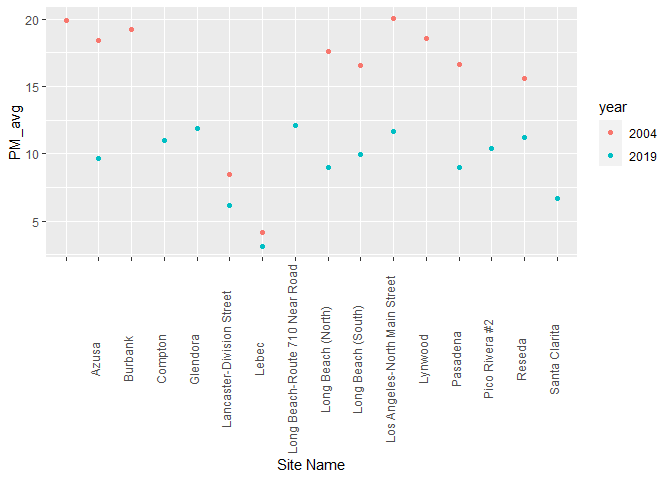 20
15
10
5
PM_avg
year
2004
2019
Azusa
Burbank
Compton
Glendora
Lancaster-Division Street
Lebec
Long Beach-Route 710 Near Road
Long Beach (North)
Long Beach (South)
Los Angeles-North Main Street
Lynwood
Pasadena
Pico Rivera #2
Reseda
Santa Clarita
Site Name